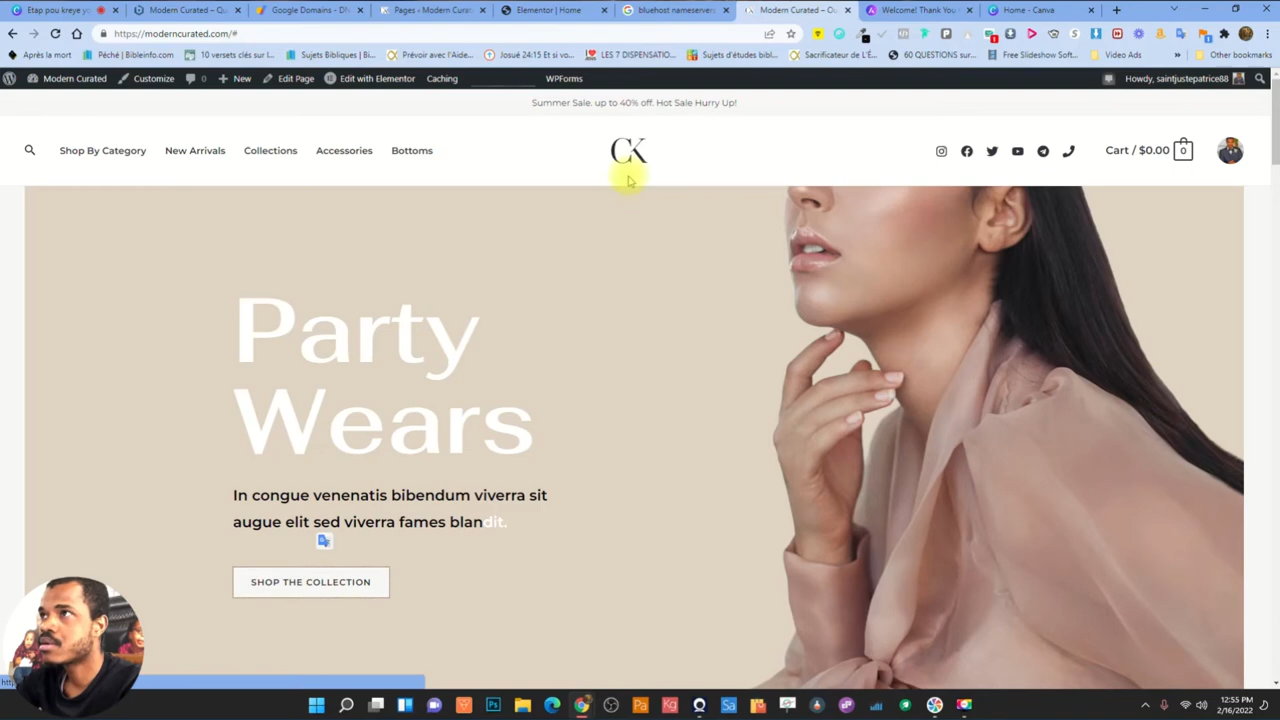 Etap pou kreye yo
Modern Curated – Qu
Google Domains - DN
Pages ‹ Modern Curat
Elementor | Home
bluehost nameservers
Modern Curated – O
Welcome! Thank You
Home - Canva
https://moderncurated.com/#
Après la mort
Péché | Bibleinfo.com
10 versets clés sur l...
Sujets Bibliques | Bi...
Prévoir avec l'Aide...
Josué 24:15 Et si vo...
LES 7 DISPENSATIO...
Sujets d'études bibl...
Sacrificateur de L'É...
60 QUESTIONS sur...
Free Slideshow Soft...
Video Ads
Other bookmarks
Modern Curated
Customize
0
New
Edit Page
Edit with Elementor
Caching
WPForms
Howdy, saintjustepatrice88
Summer Sale. up to 40% off. Hot Sale Hurry Up!
Shop By Category
New Arrivals
Collections
Accessories
Bottoms
CK
Cart / $0.00
0
Party
Wears
In congue venenatis bibendum viverra sit
augue elit sed viverra fames blandit.
SHOP THE COLLECTION
12:55 PM
2/16/2022